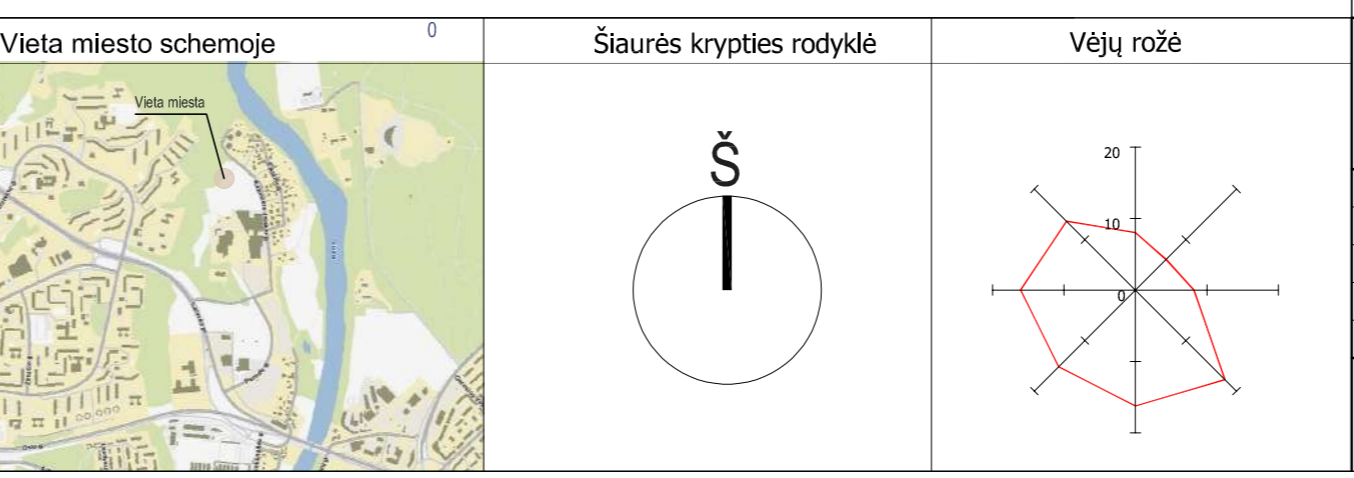 Vieta miesto schemoje
0
Šiaurės krypties rodyklė
Vėjų rožė
Vieta miesta
Š
20
10
0